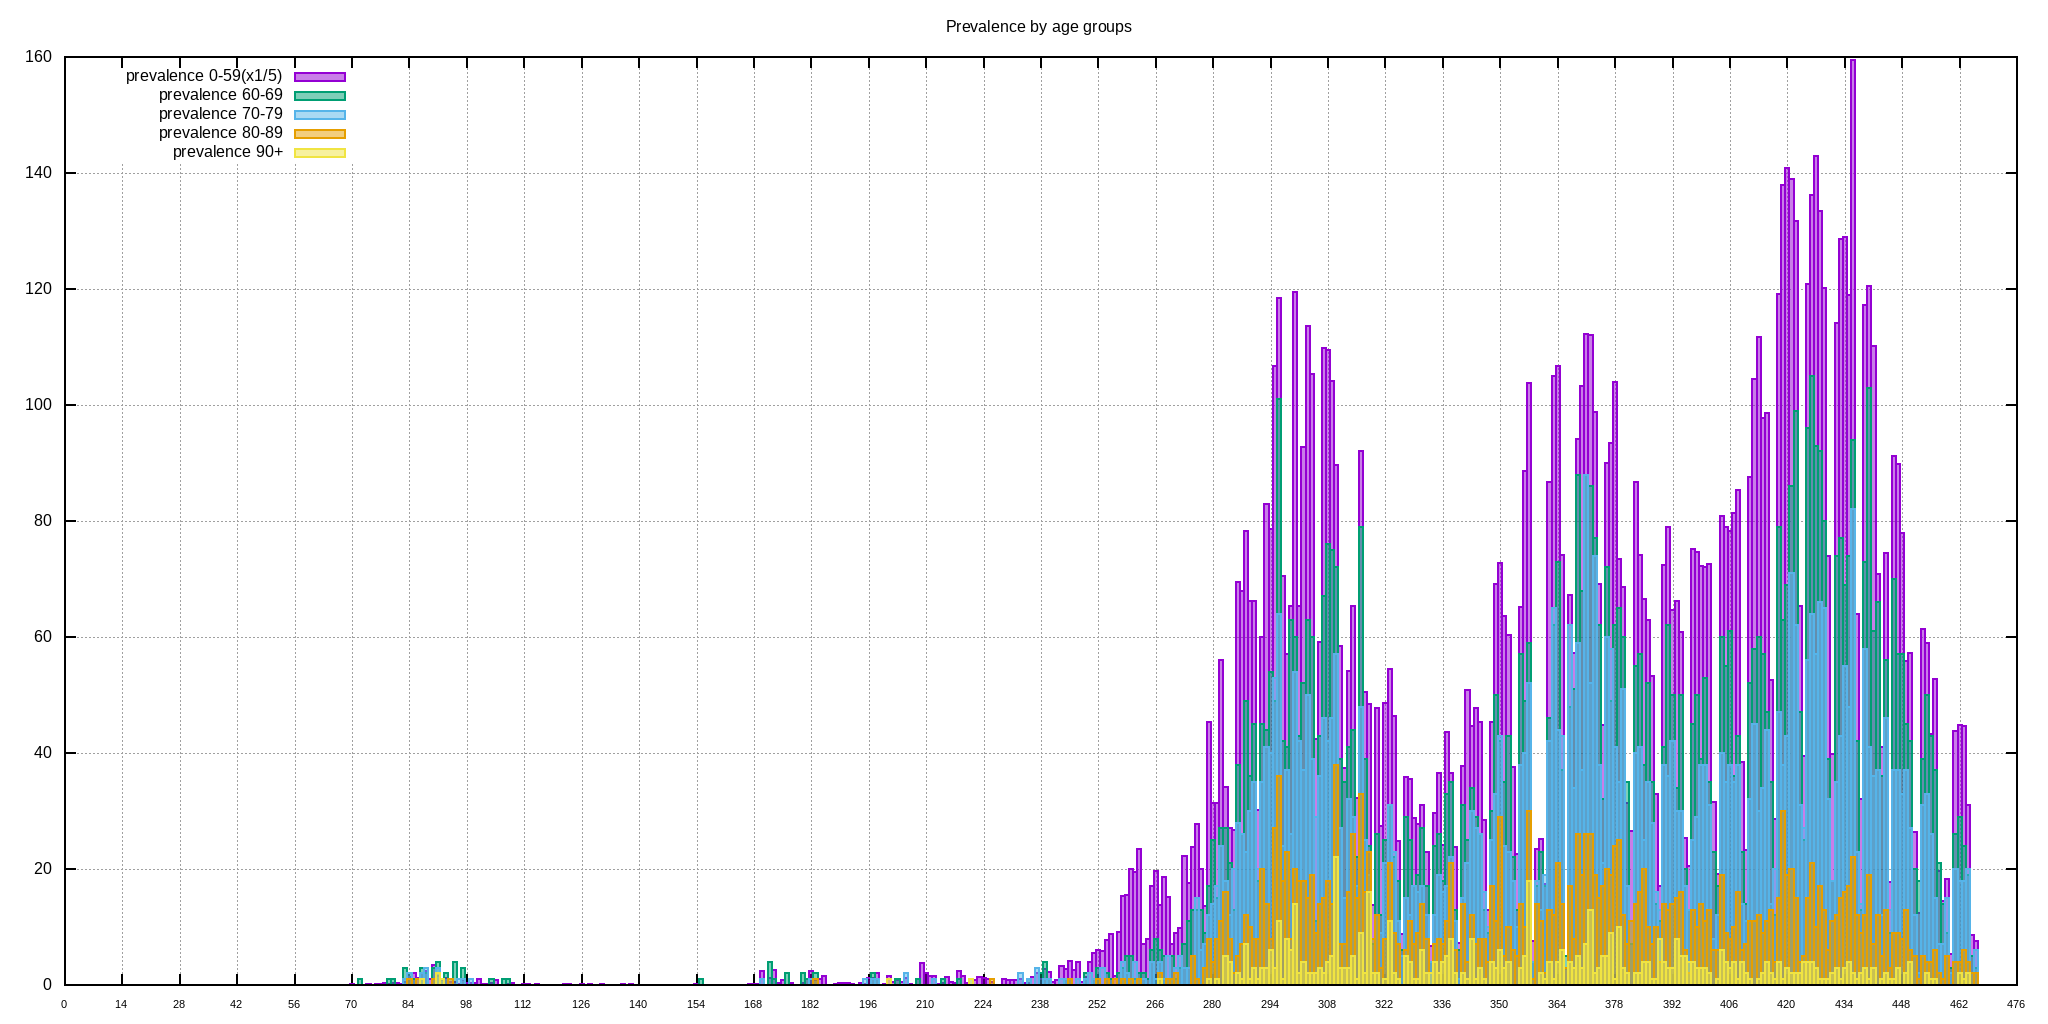 Prevalence by age groups
160
prevalence 0-59(x1/5)
prevalence 60-69
prevalence 70-79
prevalence 80-89
prevalence 90+
140
120
100
80
60
40
20
0
0 14 28 42 56 70 84 98 112 126 140 154 168 182 196 210 224 238 252 266 280 294 308 322 336 350 364 378 392 406 420 434 448 462 476